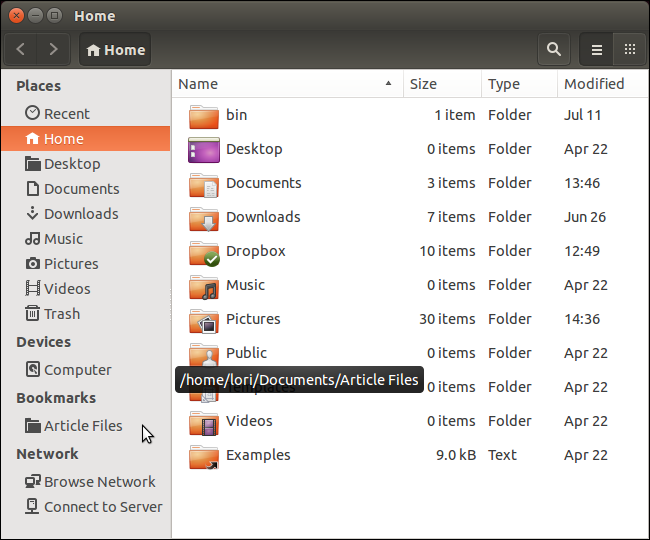 Home
Home
Places
Recent
Home
Desktop
Documents
Downloads
Music
Pictures
Videos
Trash
Devices
Computer
Bookmarks
Article Files
Network
Browse Network
Connect to Server
Name Size Type Modified
bin 1 item Folder Jul 11
Desktop 0 items Folder Apr 22
Documents 3 items Folder 13:46
Downloads 7 items Folder Jun 26
Dropbox 10 items Folder 12:49
Music 0 items Folder Apr 22
Pictures 30 items Folder 14:36
Public 0 items Folder Apr 22
/home/lori/Documents/Article Files
Templates 0 items Folder Apr 22
Videos 0 items Folder Apr 22
Examples 9.0 kB Text Apr 22